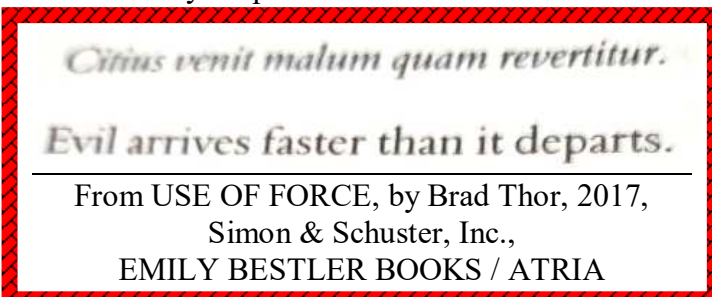 Citius venit malum quam revertitur.
Evil arrives faster than it departs.
From USE OF FORCE, by Brad Thor, 2017,
Simon & Schuster, Inc.,
EMILY BESTLER BOOKS / ATRIA